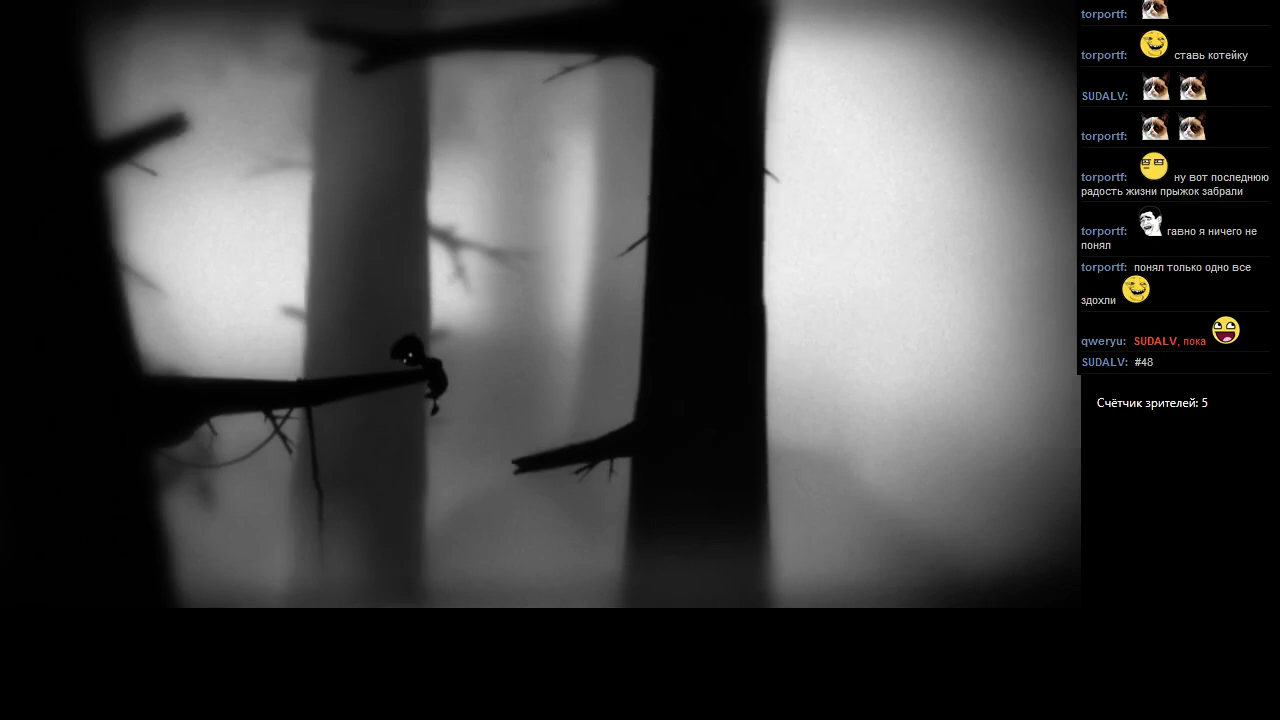 torportf:
torportf: ставь котейку
SUDALV:
torportf:
torportf: ну вот последнюю
радость жизни прыжок забрали
torportf: гавно я ничего не
понял
torportf: понял только одно все
здохли
qweryu: SUDALV, пока
SUDALV: #48
Счётчик зрителей: 5